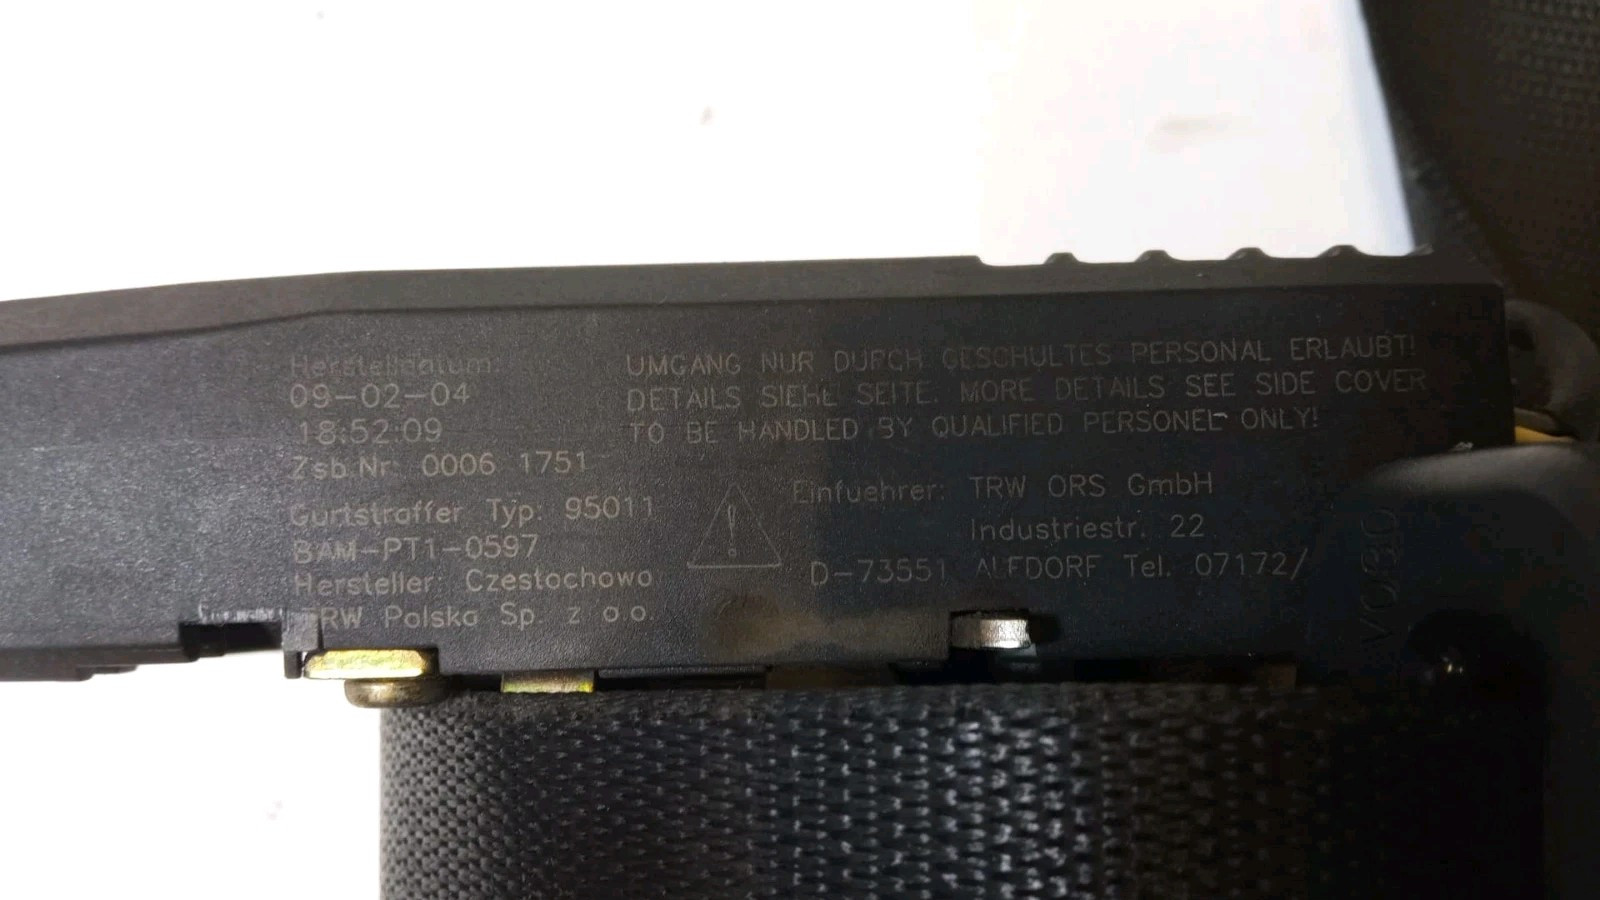 Herstelldatum:
09-02-04
18:52:09
Zsb.Nr: 0006 1751
Gurtstraffer Typ: 95011
BAM-PT1-0597
Hersteller: Czestochowa
TRW Polska Sp. z o.o.
UMGANG NUR DURCH GESCHULTES PERSONAL ERLAUBT!
DETAILS SIEHE SEITE. MORE DETAILS SEE SIDE COVER
TO BE HANDLED BY QUALIFIED PERSONEL ONLY!
!
Einfuehrer: TRW ORS GmbH
Industriestr. 22
D-73551 ALFDORF Tel. 07172/